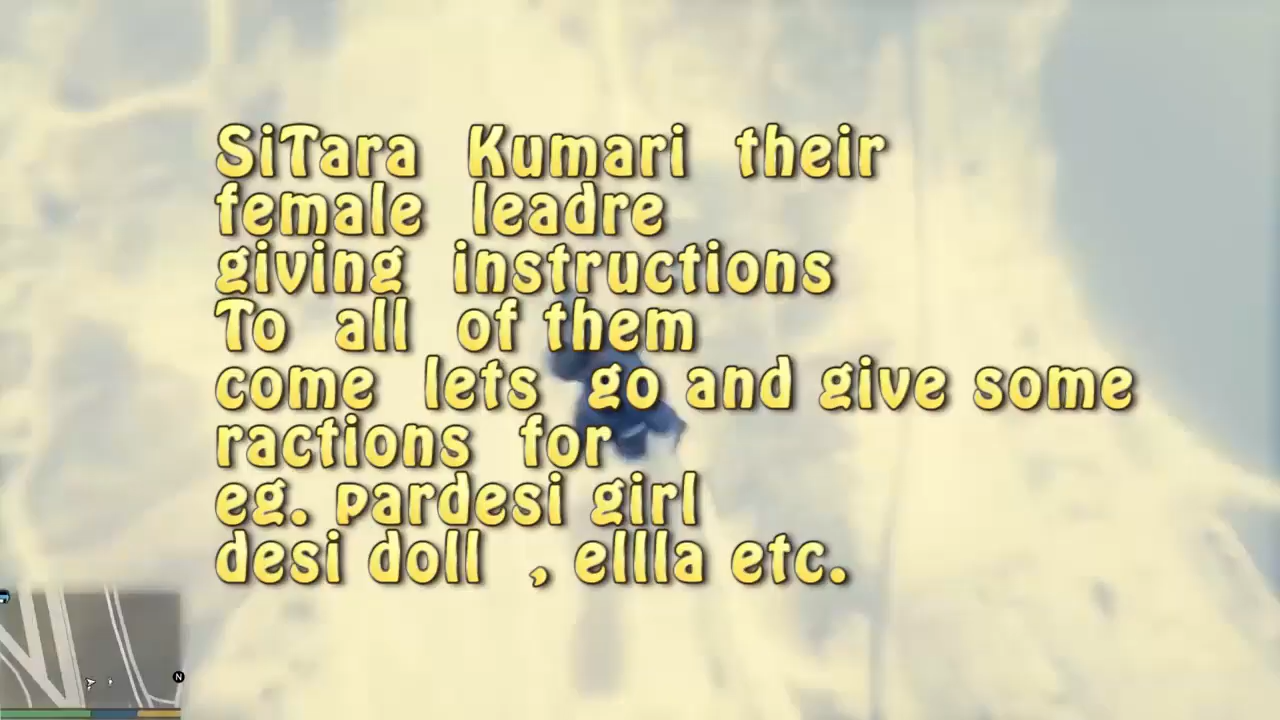 SiTara Kumari their
female leadre
giving instructions
To all of them
come lets go and give some
ractions for
eg. pardesi girl
desi doll , ellla etc.
N